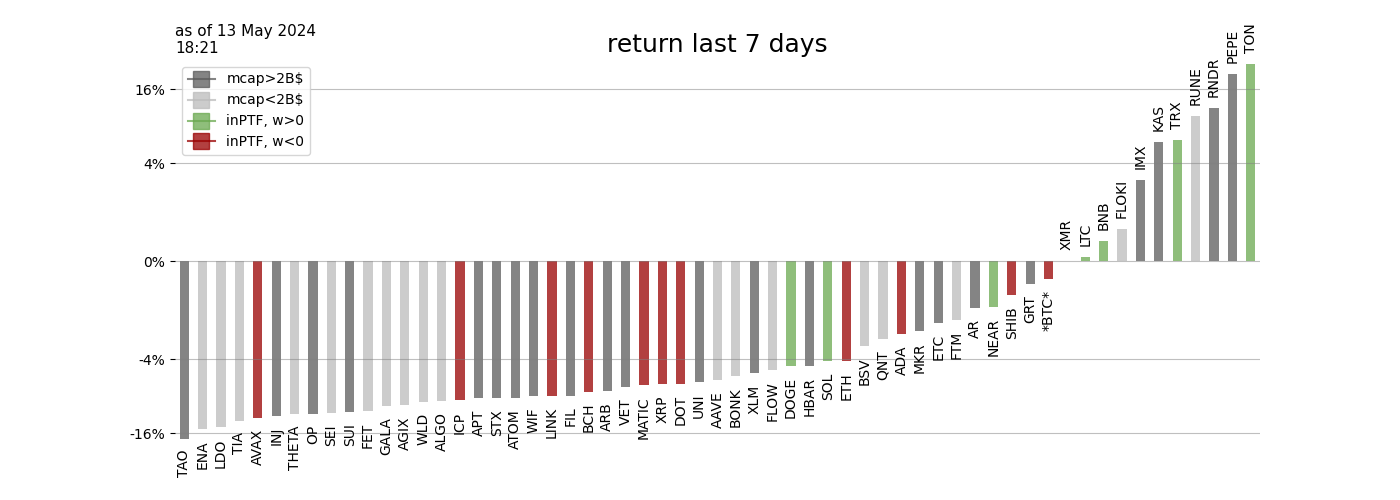 as of 13 May 2024
18:21
return last 7 days
mcap>2B$
mcap<2B$
inPTF, w>0
inPTF, w<0
16%
4%
0%
-4%
-16%
TAO
ENA
LDO
TIA
AVAX
INJ
THETA
OP
SEI
SUI
FET
GALA
AGIX
WLD
ALGO
ICP
APT
STX
ATOM
WIF
LINK
FIL
BCH
ARB
VET
MATIC
XRP
DOT
UNI
AAVE
BONK
XLM
FLOW
DOGE
HBAR
SOL
ETH
BSV
QNT
ADA
MKR
ETC
FTM
AR
NEAR
SHIB
GRT
*BTC*
XMR
LTC
BNB
FLOKI
IMX
KAS
TRX
RUNE
RNDR
PEPE
TON